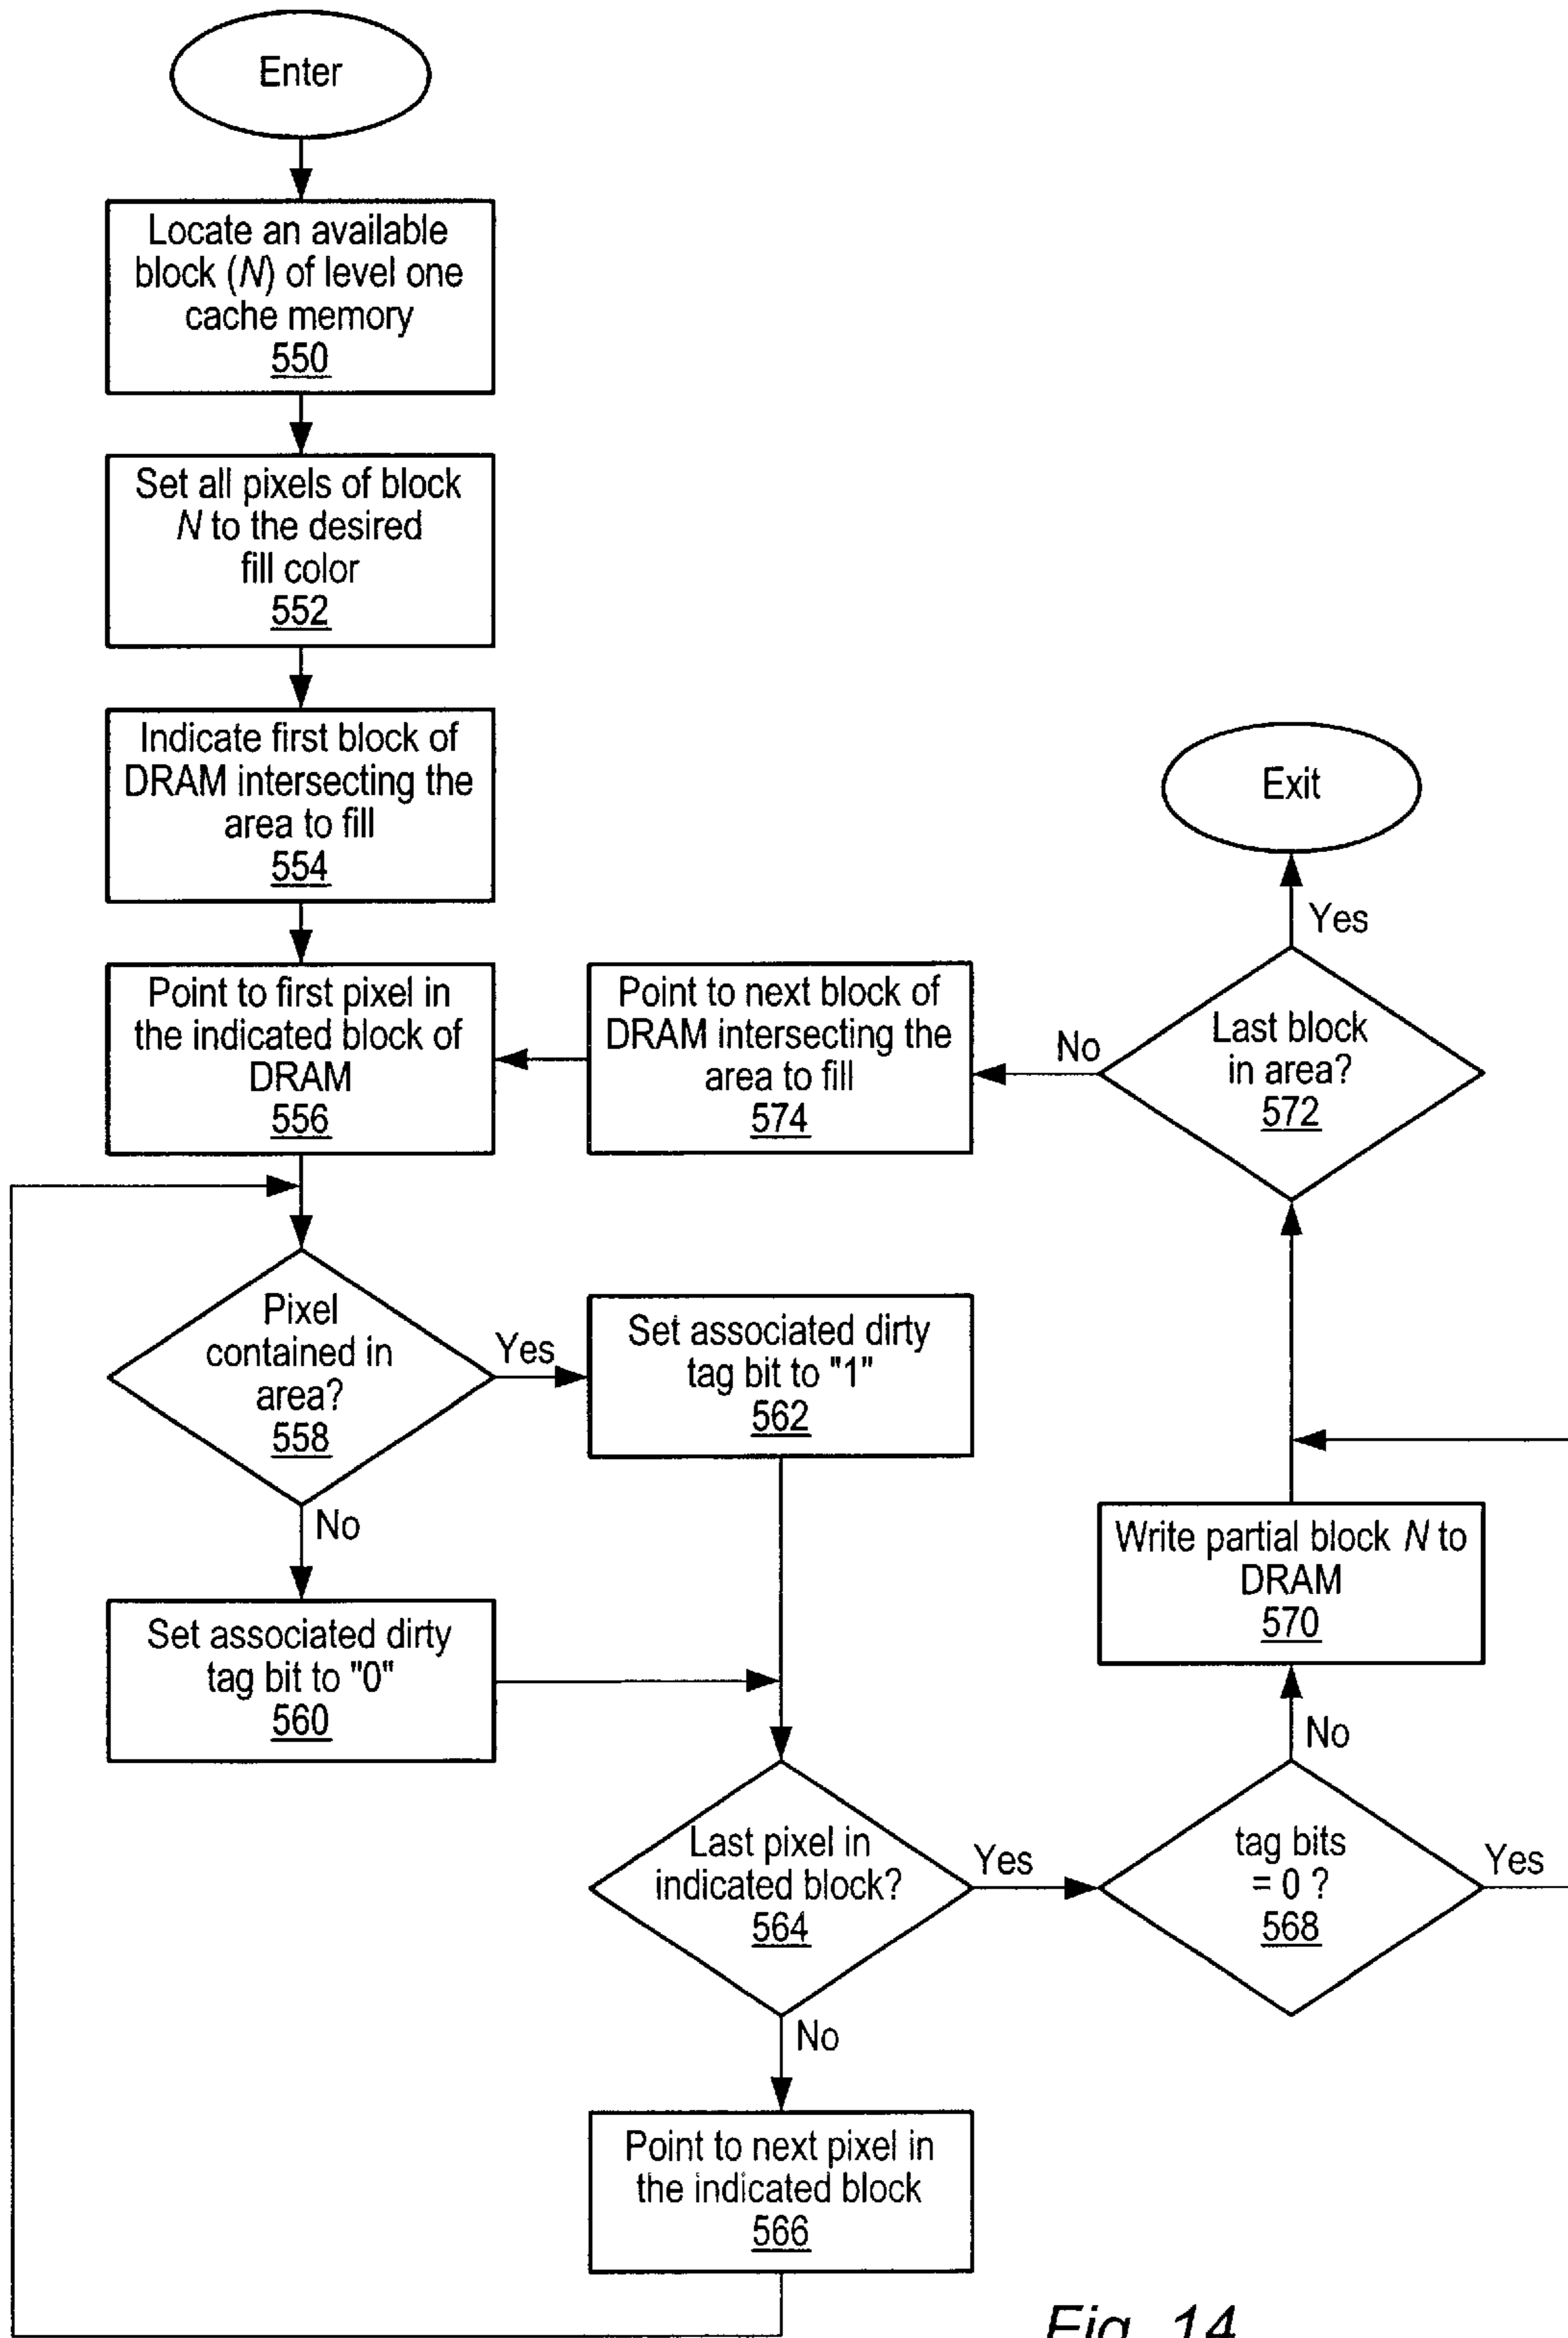 Enter
Locate an available
block (N) of level one
cache memory
550
Set all pixels of block
N to the desired
fill color
552
Indicate first block of
DRAM intersecting the
area to fill
554
Exit
Yes
Point to first pixel in
the indicated block of
DRAM
556
Point to next block of
DRAM intersecting the
area to fill
574
No
Last block
in area?
572
Pixel
contained in
area?
558
Yes
Set associated dirty
tag bit to "1"
562
No
Write partial block N to
DRAM
570
Set associated dirty
tag bit to "0"
560
No
Last pixel in
indicated block?
564
Yes
tag bits
= 0 ?
568
Yes
No
Point to next pixel in
the indicated block
566
Fig. 14